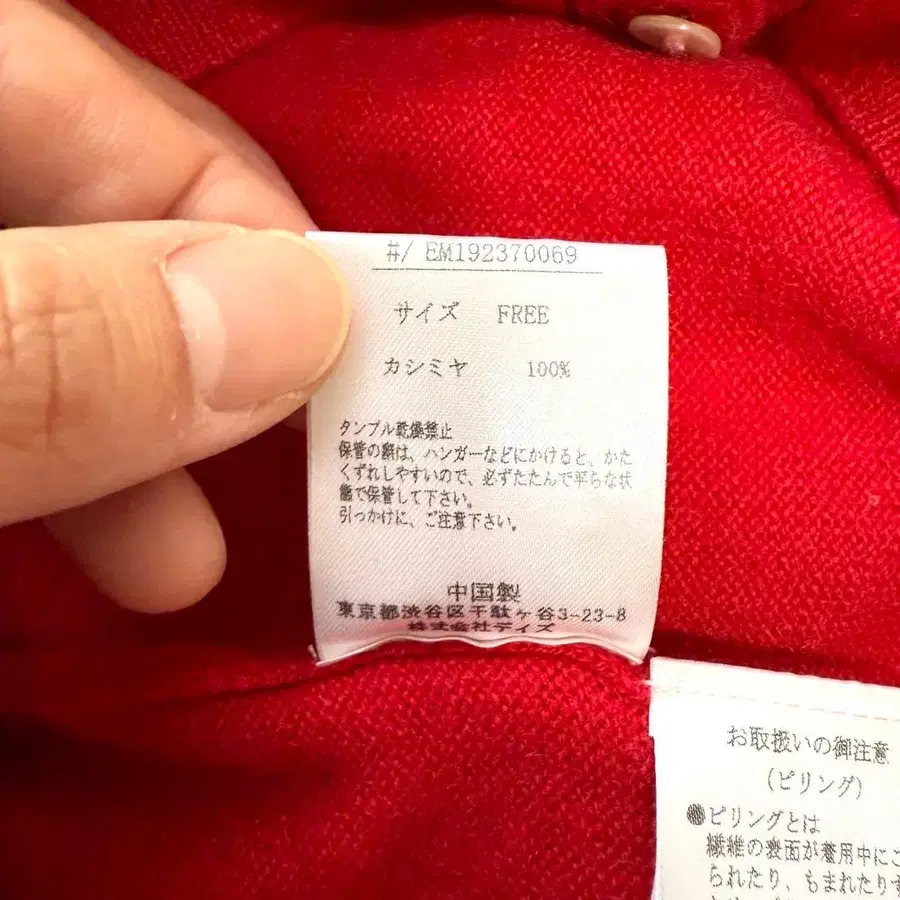 #/ EM192370069
サイズ FREE
カシミヤ 100%
タンブル乾燥禁止
保管の際は、ハンガーなどにかけると、かた
くずれしやすいので、必ずたたんで平らな状
態で保管して下さい。
引っかけに、ご注意下さい。
中国製
東京都渋谷区千駄ヶ谷3-23-8
株式会社デイズ
お取扱いの御注意
(ピリング)
●ピリングとは
繊維の表面が着用中にこ
られたり、もまれたりす